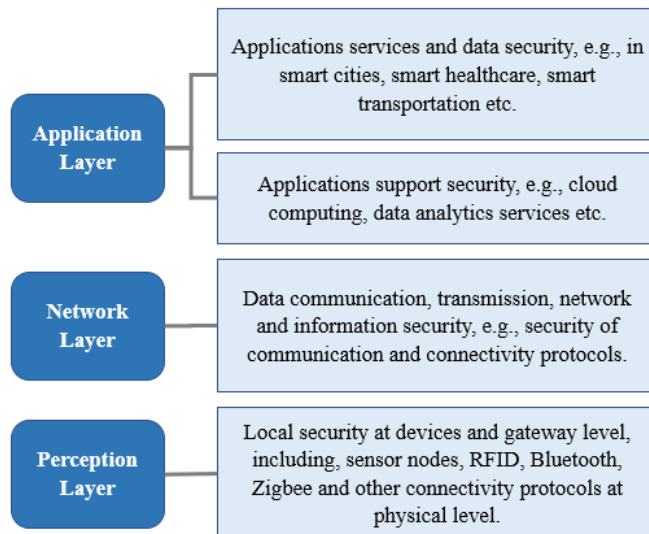 Applications services and data security, e.g., in
smart cities, smart healthcare, smart
transportation etc.
Application
Layer
Applications support security, e.g., cloud
computing, data analytics services etc.
Network
Layer
Data communication, transmission, network
and information security, e.g., security of
communication and connectivity protocols.
Perception
Layer
Local security at devices and gateway level,
including, sensor nodes, RFID, Bluetooth,
Zigbee and other connectivity protocols at
physical level.